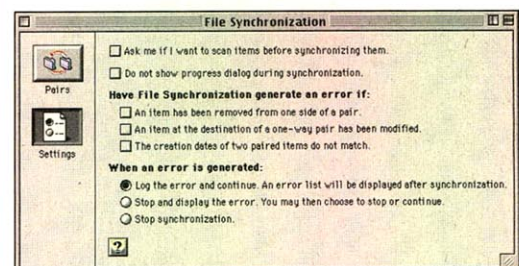 File Synchronization
Pairs
Settings
Ask me if I want to scan items before synchronizing them.
Do not show progress dialog during synchronization.
Have File Synchronization generate an error if:
An item has been removed from one side of a pair.
An item at the destination of a one-way pair has been modified.
The creation dates of two paired items do not match.
When an error is generated:
Log the error and continue. An error list will be displayed after synchronization.
Stop and display the error. You may then choose to stop or continue.
Stop synchronization.
?